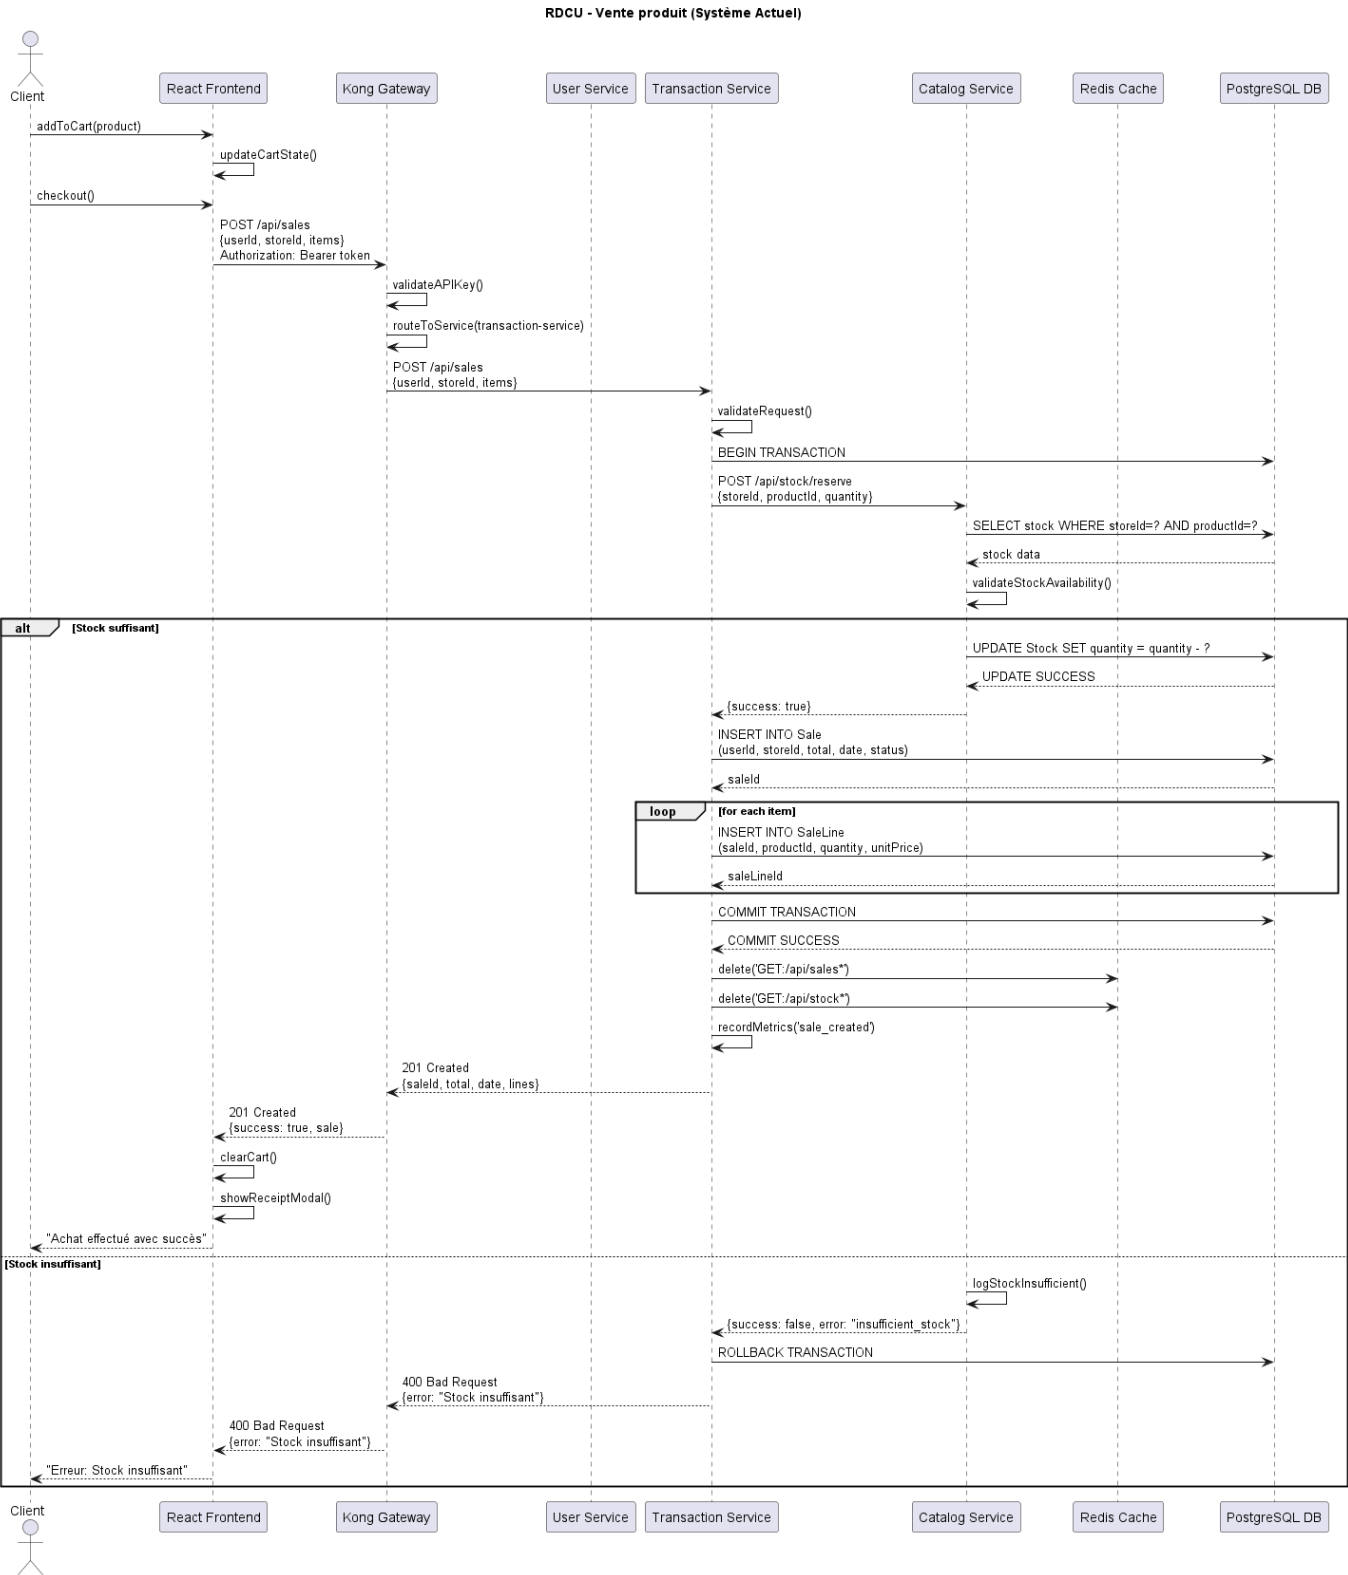 RDCU - Vente produit (Système Actuel)
Client
React Frontend
Kong Gateway
User Service
Transaction Service
Catalog Service
Redis Cache
PostgreSQL DB
addToCart(product)
updateCartState()
checkout()
POST /api/sales
{userId, storeId, items}
Authorization: Bearer token
validateAPIKey()
routeToService(transaction-service)
POST /api/sales
{userId, storeId, items}
validateRequest()
BEGIN TRANSACTION
POST /api/stock/reserve
{storeId, productId, quantity}
SELECT stock WHERE storeId=? AND productId=?
stock data
validateStockAvailability()
alt
[Stock suffisant]
UPDATE Stock SET quantity = quantity - ?
UPDATE SUCCESS
{success: true}
INSERT INTO Sale
(userId, storeId, total, date, status)
saleId
loop
[for each item]
INSERT INTO SaleLine
(saleId, productId, quantity, unitPrice)
saleLineId
COMMIT TRANSACTION
COMMIT SUCCESS
delete('GET:/api/sales*')
delete('GET:/api/stock*')
recordMetrics('sale_created')
201 Created
{saleId, total, date, lines}
201 Created
{success: true, sale}
clearCart()
showReceiptModal()
"Achat effectué avec succès"
[Stock insuffisant]
logStockInsufficient()
{success: false, error: "insufficient_stock"}
ROLLBACK TRANSACTION
400 Bad Request
{error: "Stock insuffisant"}
400 Bad Request
{error: "Stock insuffisant"}
"Erreur: Stock insuffisant"
Client
React Frontend
Kong Gateway
User Service
Transaction Service
Catalog Service
Redis Cache
PostgreSQL DB